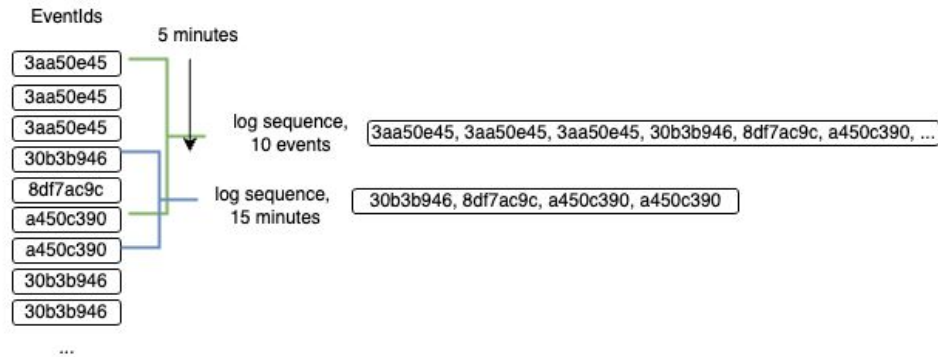 EventIds
5 minutes
3aa50e45
3aa50e45
3aa50e45
30b3b946
8df7ac9c
a450c390
a450c390
30b3b946
30b3b946
...
log sequence,
10 events
3aa50e45, 3aa50e45, 3aa50e45, 30b3b946, 8df7ac9c, a450c390, ...
log sequence,
15 minutes
30b3b946, 8df7ac9c, a450c390, a450c390